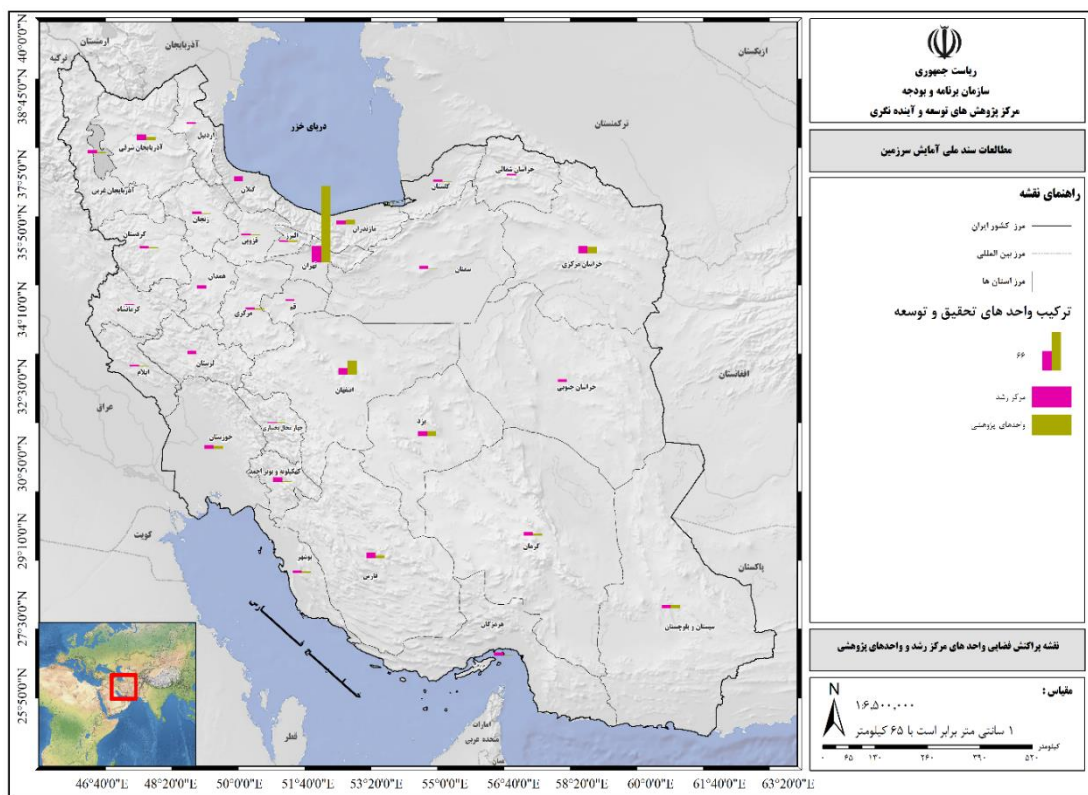 ریاست جمهوری
سازمان برنامه و بودجه
مرکز پژوهش های توسعه و آینده نگری
مطالعات سند ملی آمایش سرزمین
راهنمای نقشه
مرز کشور ایران
مرز بین المللی
مرز استان ها
ترکیب واحد های تحقیق و توسعه
۶۶
مرکز رشد
واحدهای پژوهشی
نقشه پراکنش فضایی واحد های مرکز رشد و واحدهای پژوهشی
مقیاس :
N
۱:۶,۵۰۰,۰۰۰
۱ سانتی متر برابر است با ۶۵ کیلومتر
کیلومتر
۰ ۶۵ ۱۳۰ ۲۶۰ ۳۹۰ ۵۲۰
ارمنستان
آذربایجان
ترکیه
ازبکستان
ترکمنستان
دریای خزر
اردبیل
آذربایجان شرقی
آذربایجان غربی
گیلان
گلستان
خراسان شمالی
زنجان
مازندران
کردستان
قزوین
البرز
تهران
سمنان
خراسان مرکزی
همدان
کرمانشاه
مرکزی
قم
لرستان
ایلام
اصفهان
خراسان جنوبی
افغانستان
عراق
چهار محال بختیاری
یزد
خوزستان
کهگیلویه و بویر احمد
کویت
کرمان
پاکستان
بوشهر
فارس
هرمزگان
سیستان و بلوچستان
قطر
امارات
متحده عربی
40°0'0"N
38°45'0"N
37°5'0"N
35°50'0"N
34°10'0"N
32°30'0"N
30°50'0"N
29°10'0"N
27°30'0"N
25°50'0"N
46°40'0"E 48°20'0"E 50°0'0"E 51°40'0"E 53°20'0"E 55°0'0"E 56°40'0"E 58°20'0"E 60°0'0"E 61°40'0"E 63°20'0"E